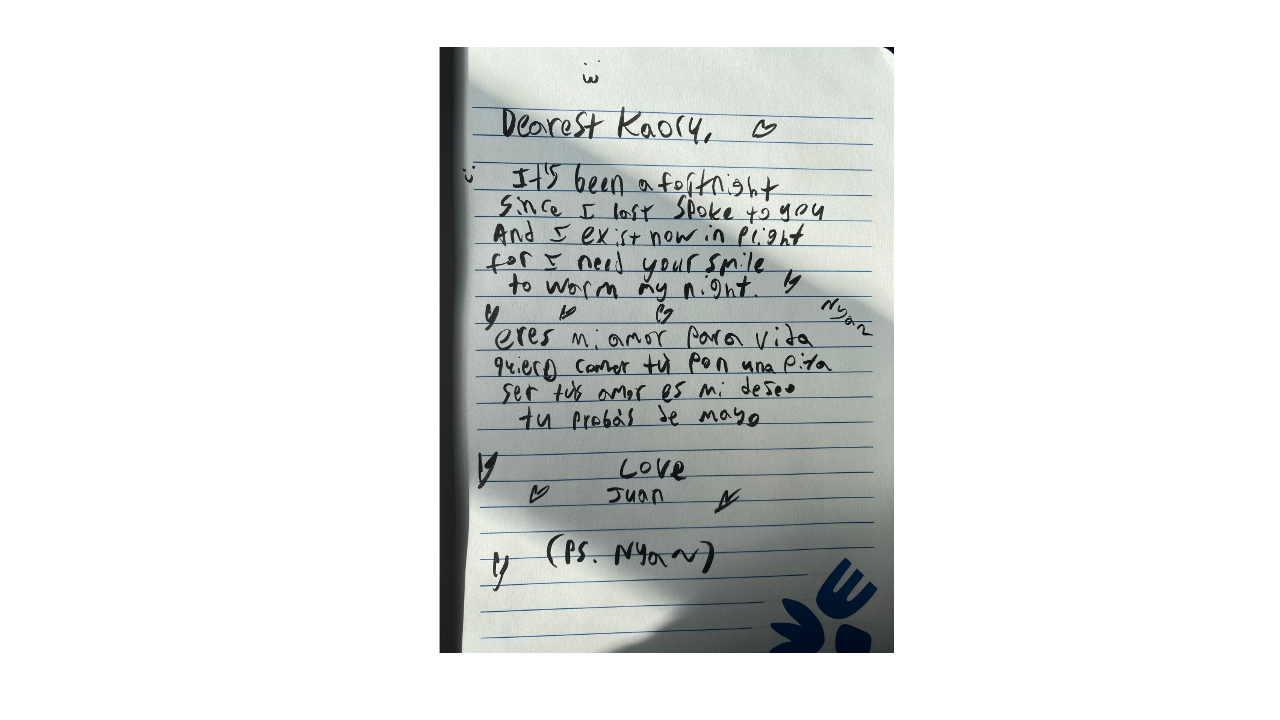 Dearest Kaory,
It's been a fortnight
since I last spoke to you
And I exist now in plight
for I need your smile
to warm my night.
Nyan
eres mi amor para vida
quiero comer tú pan una pita
ser tús amor es mi deseo
tu probás de mayo
Love
Juan
(PS. Nyan)